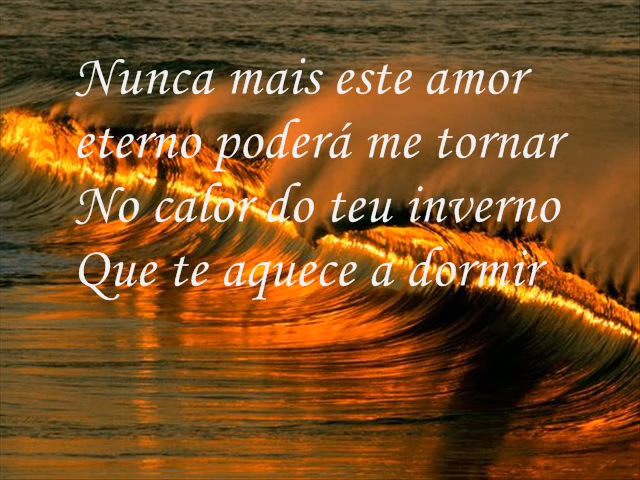 Nunca mais este amor
eterno poderá me tornar
No calor do teu inverno
Que te aquece a dormir